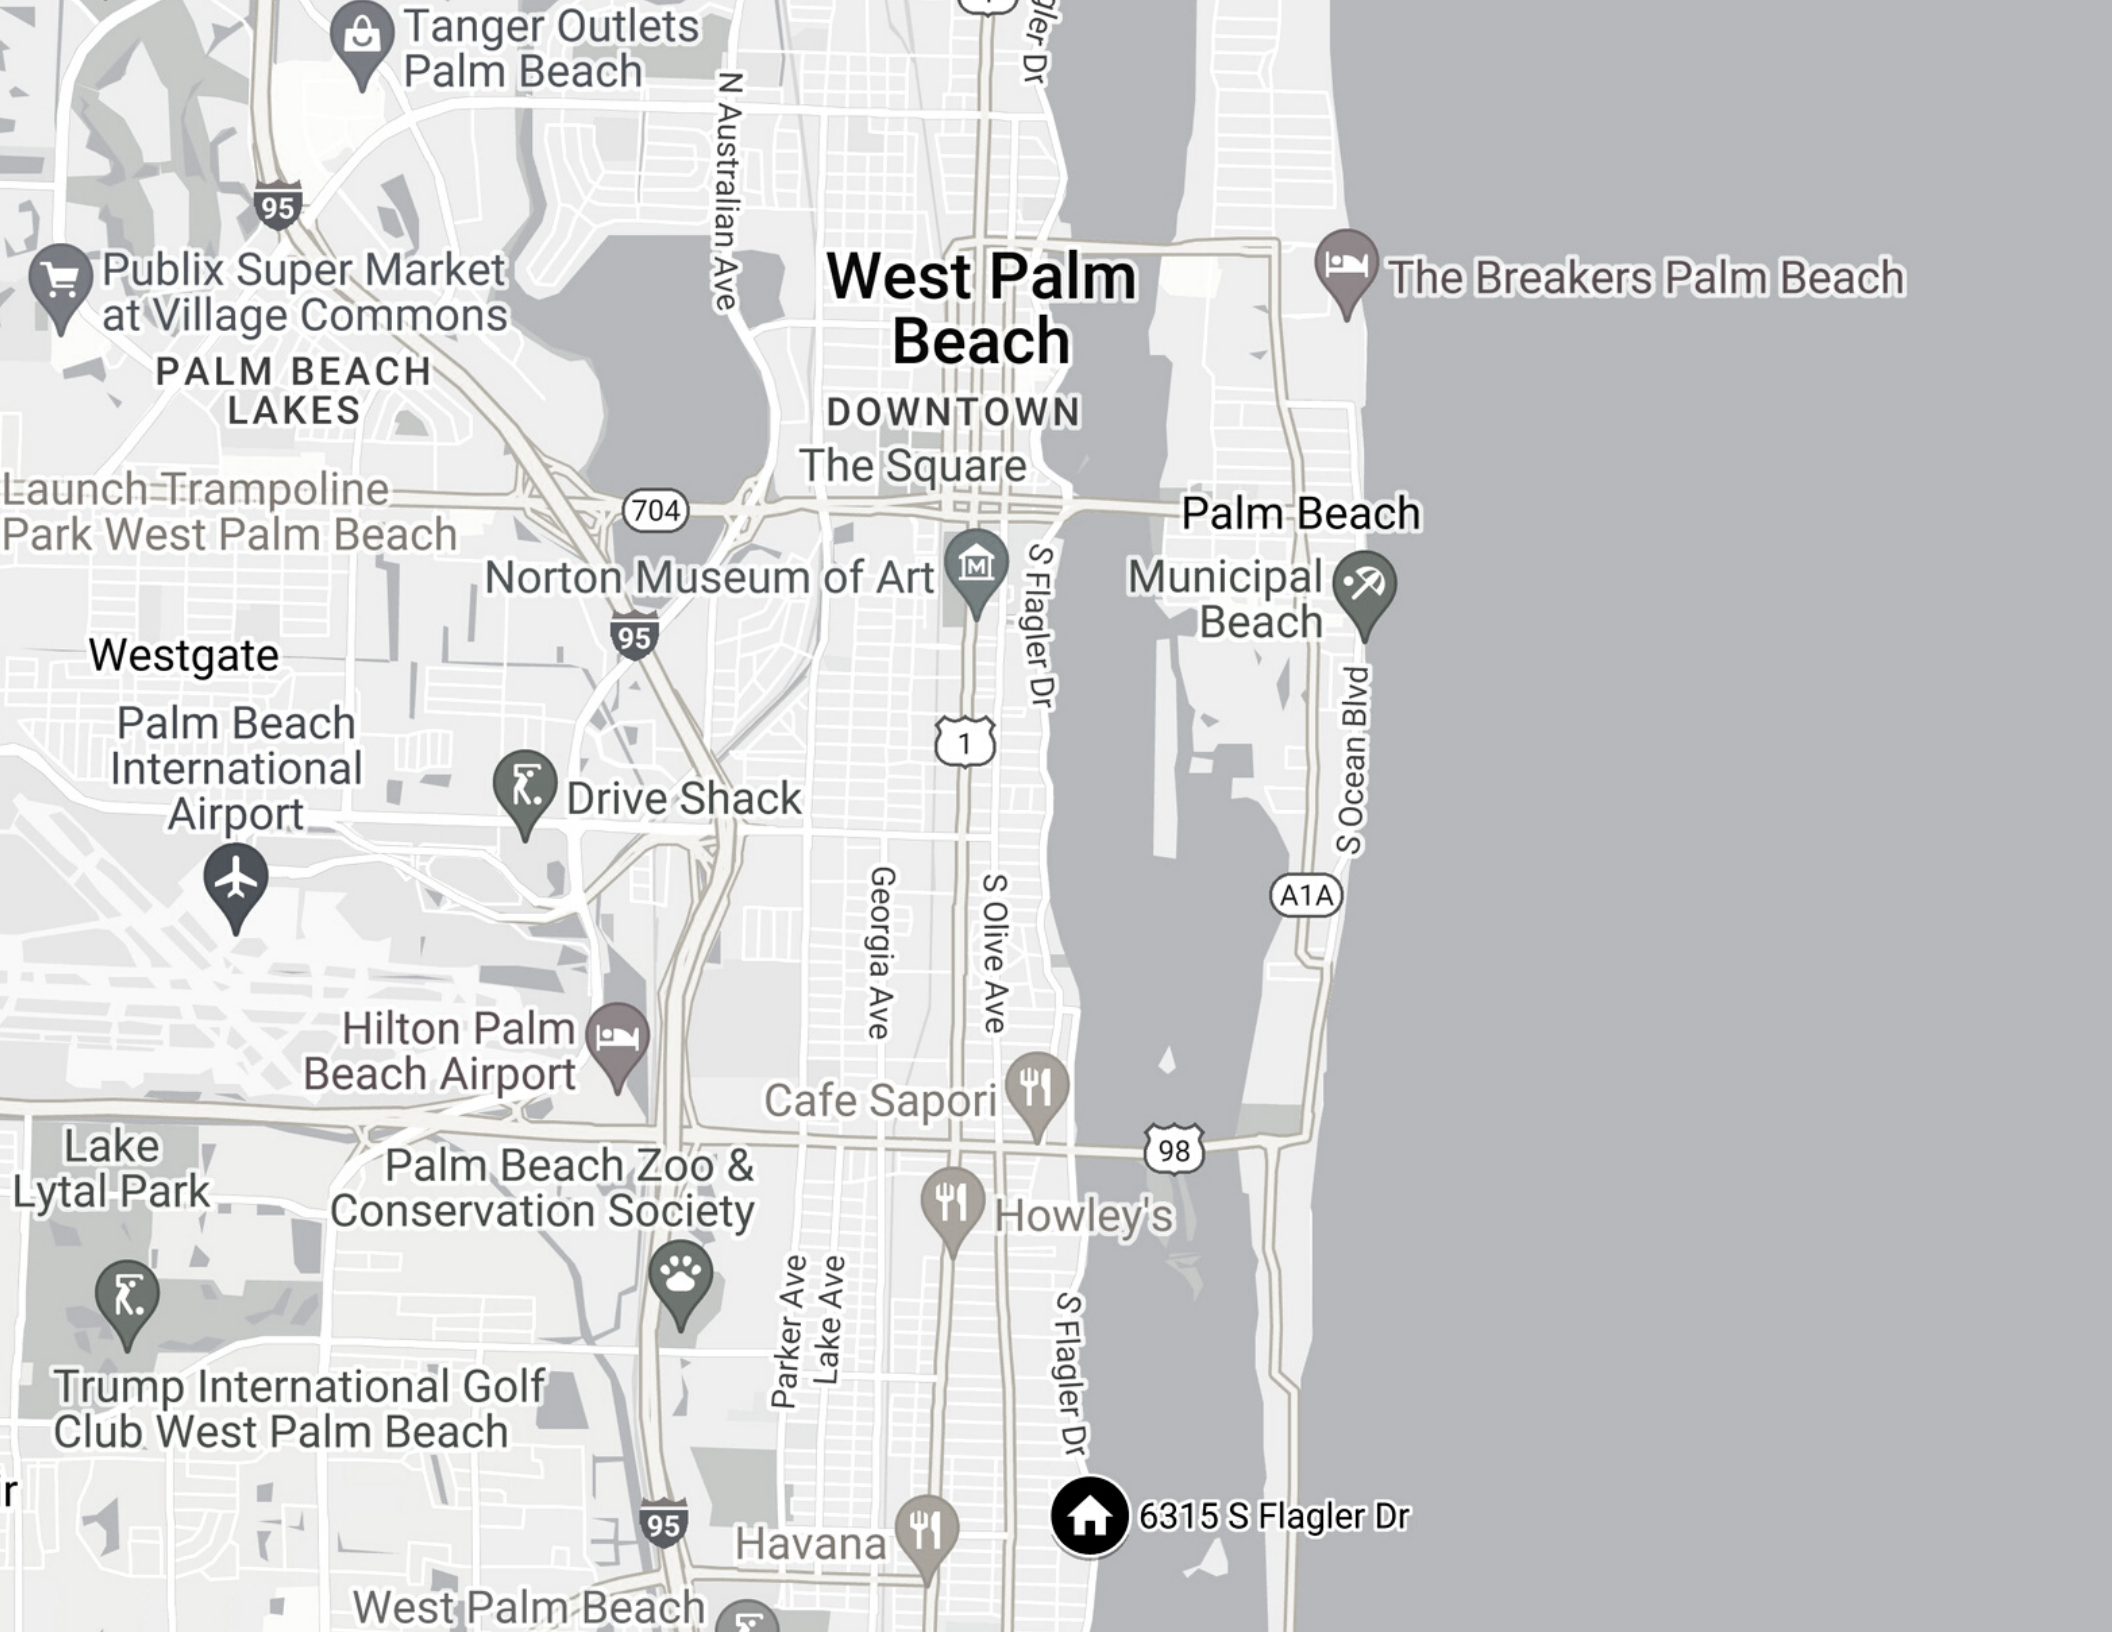 gler Dr
Tanger Outlets
Palm Beach
N Australian Ave
95
Publix Super Market
at Village Commons
West Palm
Beach
The Breakers Palm Beach
PALM BEACH
LAKES
DOWNTOWN
The Square
Launch Trampoline
Park West Palm Beach
704
Palm Beach
Norton Museum of Art
M
S Flagler Dr
Municipal
Beach
95
Westgate
S Ocean Blvd
Palm Beach
International
Airport
1
Drive Shack
A1A
Georgia Ave
S Olive Ave
Hilton Palm
Beach Airport
Cafe Sapori
Lake
Lytal Park
98
Palm Beach Zoo &
Conservation Society
Howley's
Parker Ave
Lake Ave
S Flagler Dr
Trump International Golf
Club West Palm Beach
ir
95
6315 S Flagler Dr
Havana
West Palm Beach